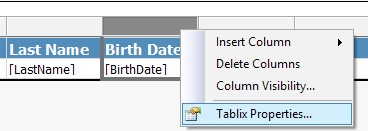 Insert Column
Delete Columns
Column Visibility...
Tablix Properties...
Last Name Birth Date
[LastName] [BirthDate]